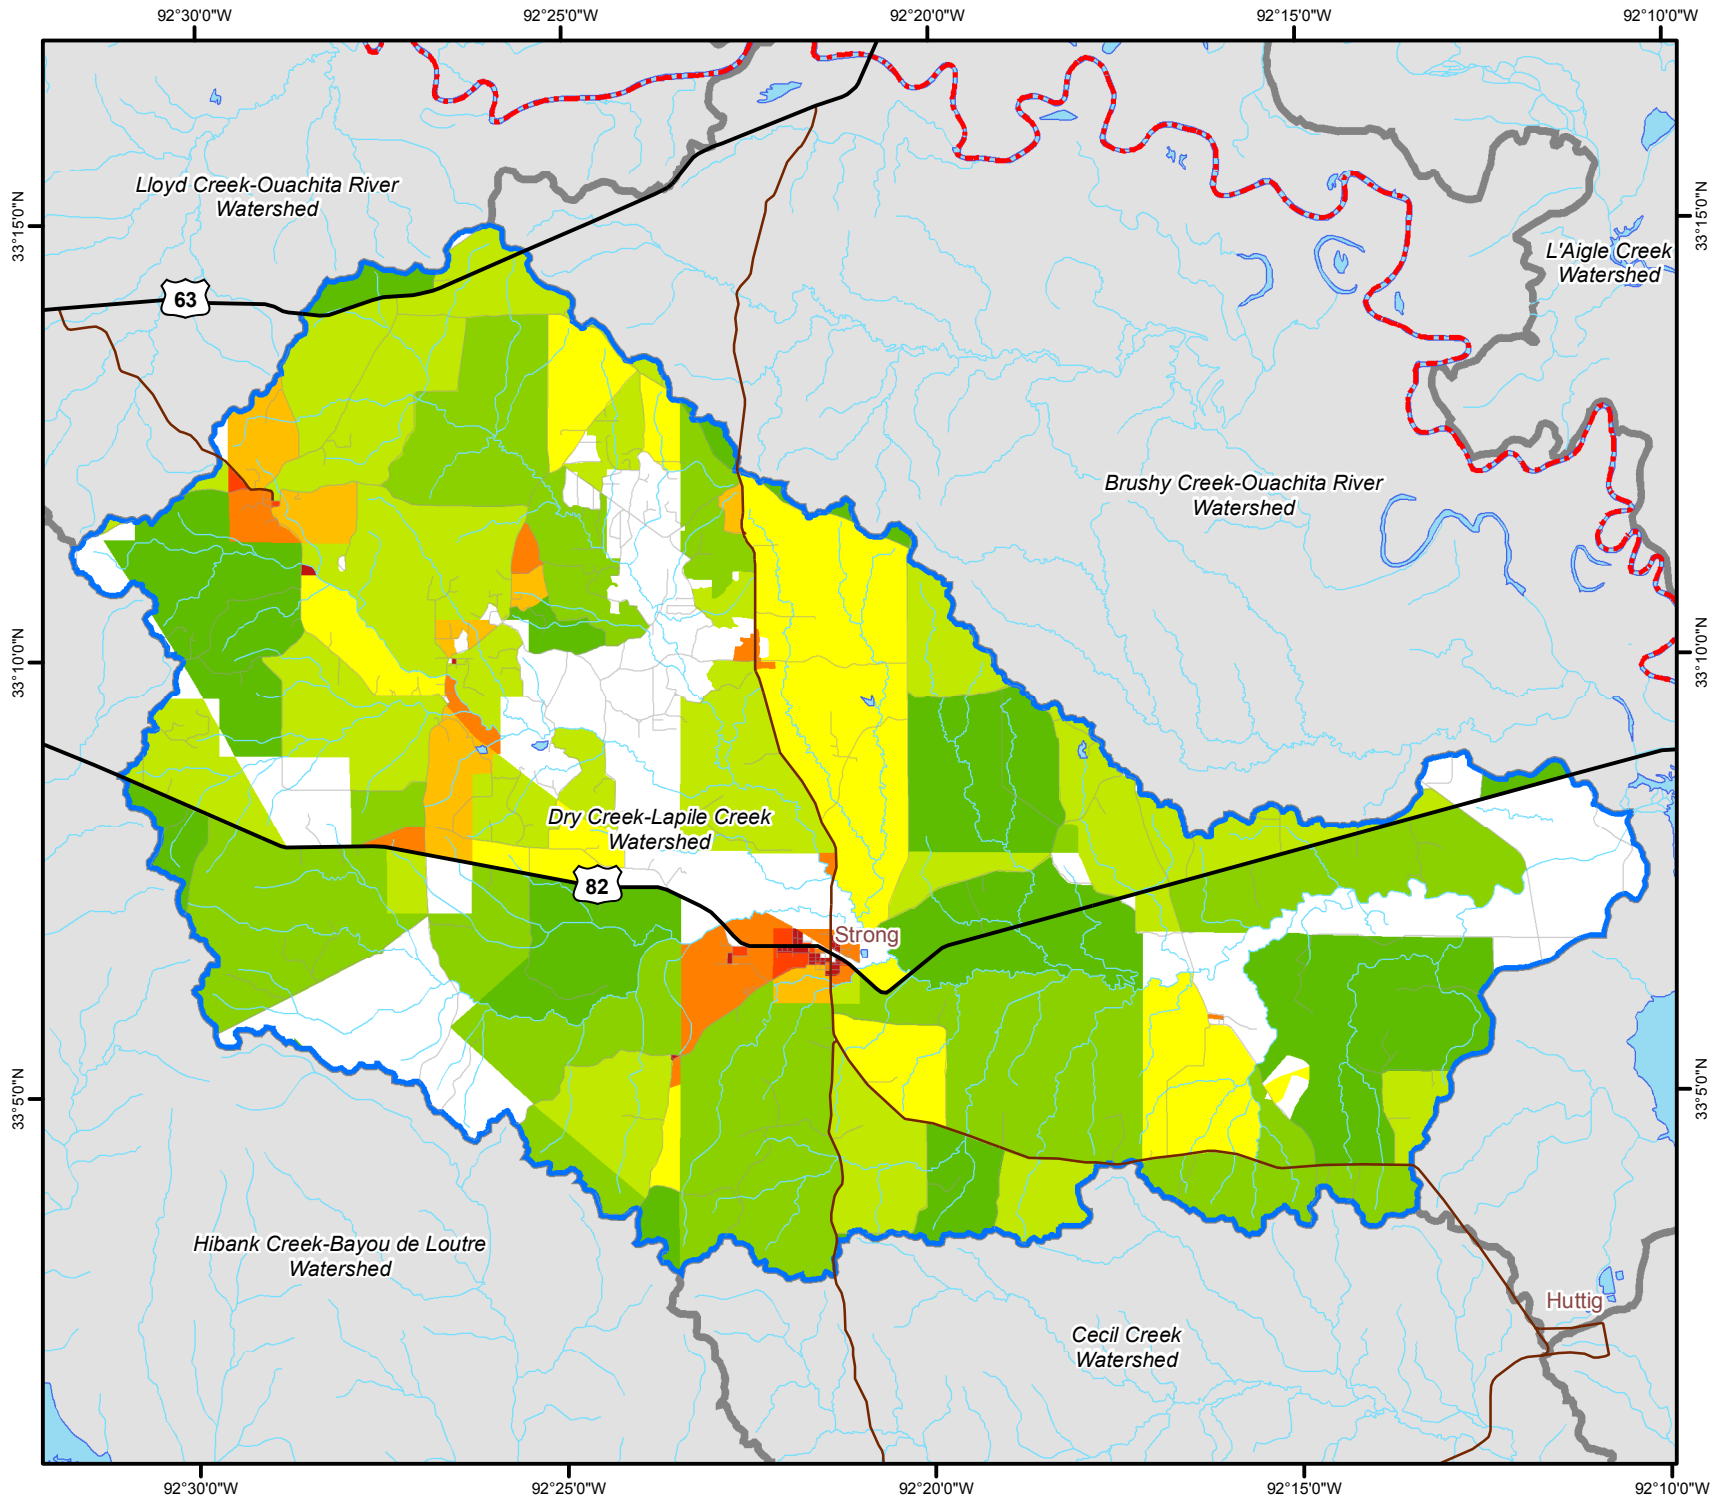 92°30'0"W
92°25'0"W
92°20'0"W
92°15'0"W
92°10'0"W
Lloyd Creek-Ouachita River
Watershed
33°15'0"N
33°15'0"N
L'Aigle Creek
Watershed
63
Brushy Creek-Ouachita River
Watershed
33°10'0"N
33°10'0"N
Dry Creek-Lapile Creek
Watershed
82
Strong
33°5'0"N
33°5'0"N
Hibank Creek-Bayou de Loutre
Watershed
Huttig
Cecil Creek
Watershed
92°30'0"W
92°25'0"W
92°20'0"W
92°15'0"W
92°10'0"W